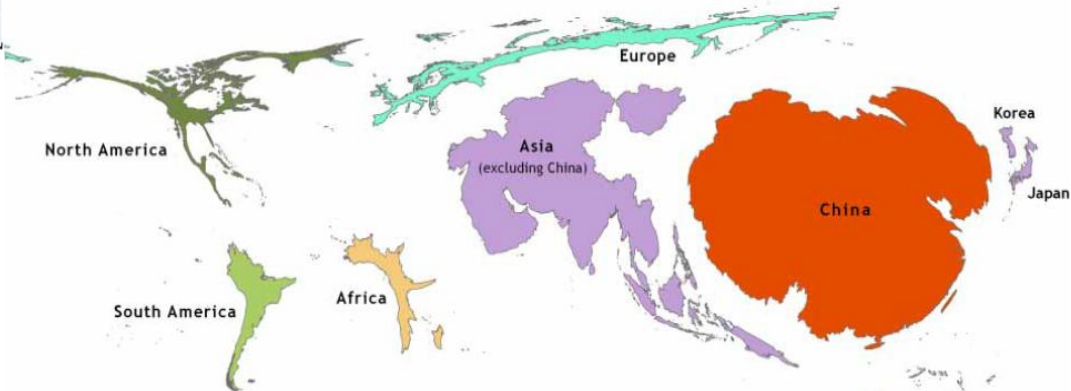 Europe
Korea
North America
Asia
(excluding China)
Japan
China
Africa
South America